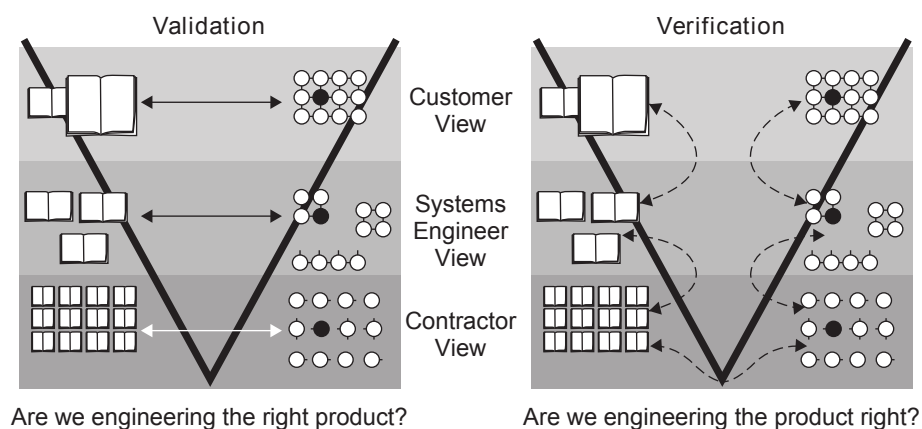 Validation
Verification
Customer
View
Systems
Engineer
View
Contractor
View
Are we engineering the right product?
Are we engineering the product right?